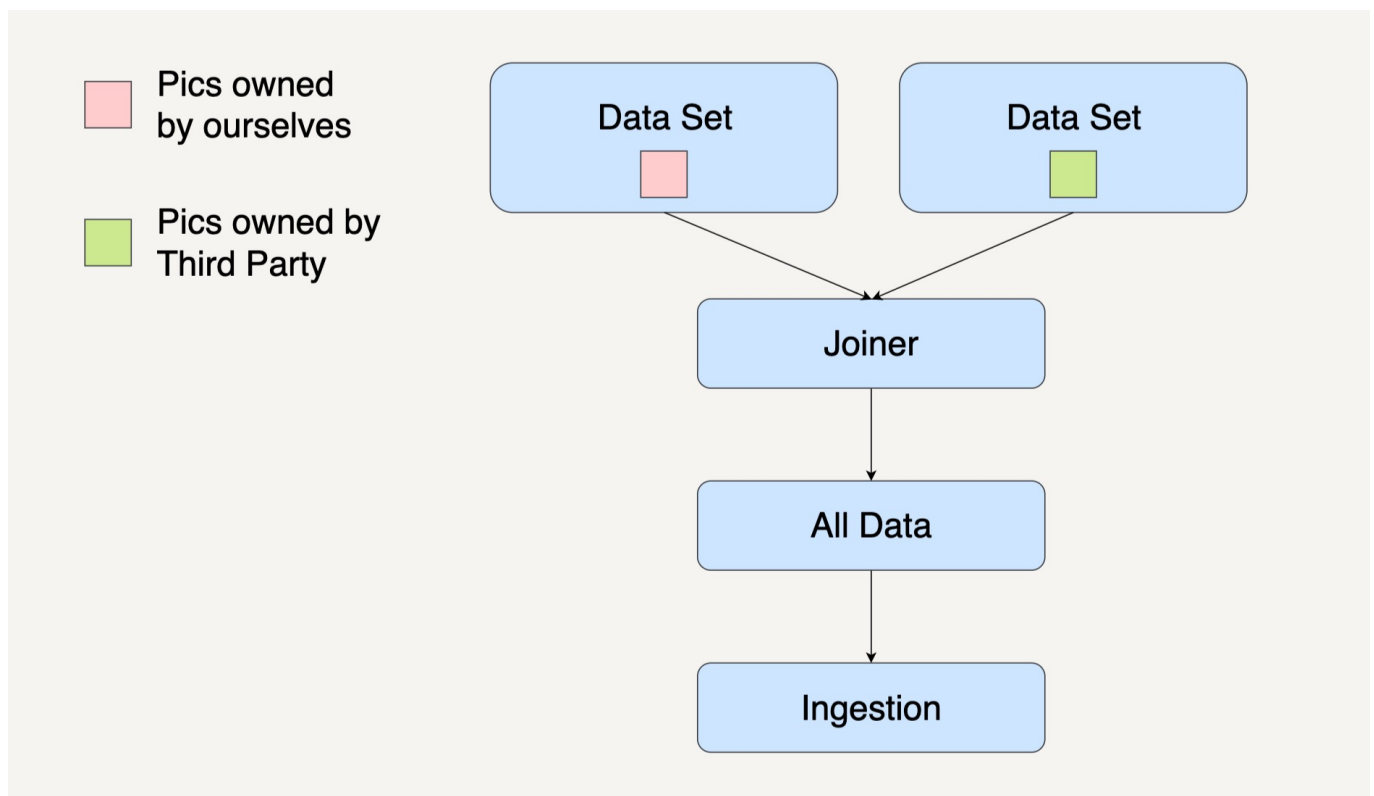 Pics owned
by ourselves
Pics owned by
Third Party
Data Set
Data Set
Joiner
All Data
Ingestion